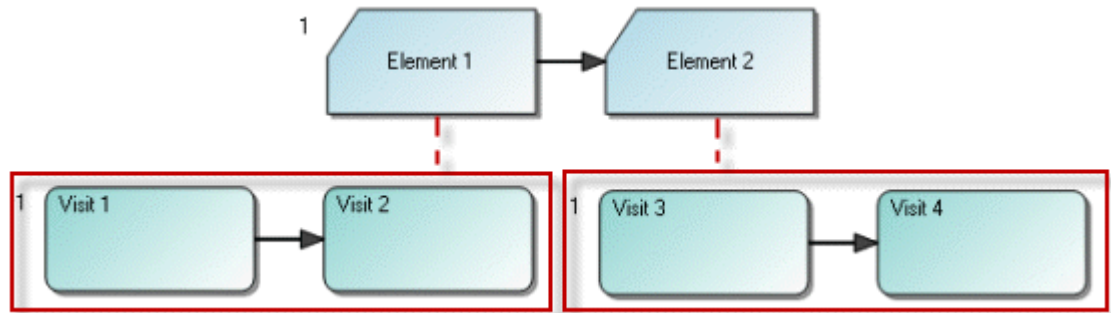 1
Element 1
Element 2
1
Visit 1
Visit 2
1
Visit 3
Visit 4